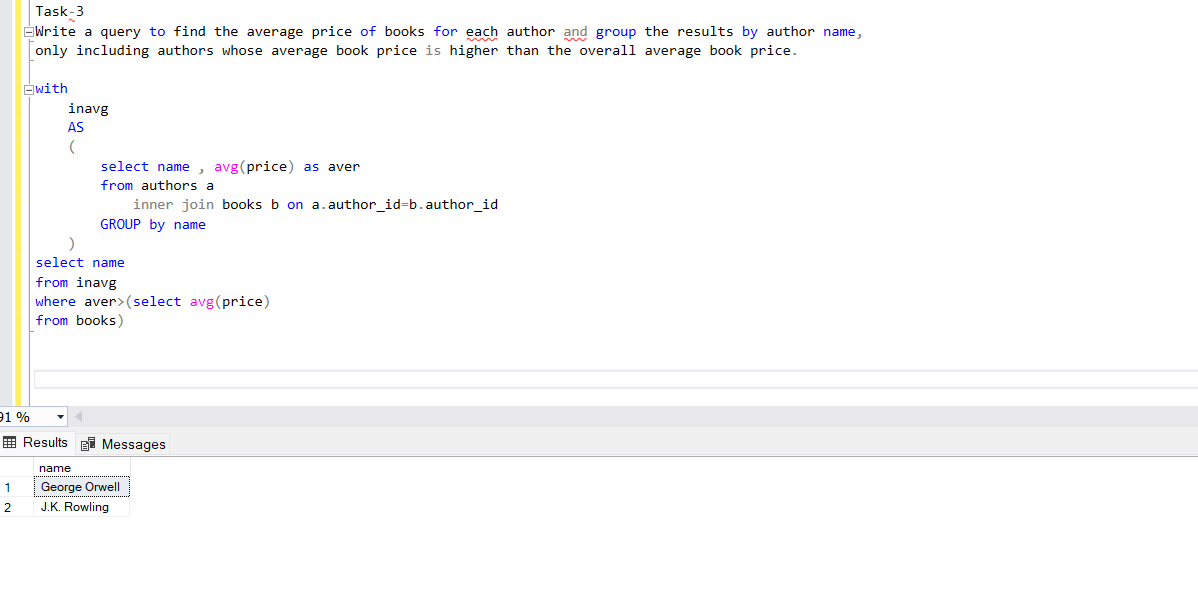 Task-3
Write a query to find the average price of books for each author and group the results by author name,
only including authors whose average book price is higher than the overall average book price.
with
inavg
AS
(
select name , avg(price) as aver
from authors a
inner join books b on a.author_id=b.author_id
GROUP by name
)
select name
from inavg
where aver>(select avg(price)
from books)
91 %
Results Messages
name
1 George Orwell
2 J.K. Rowling